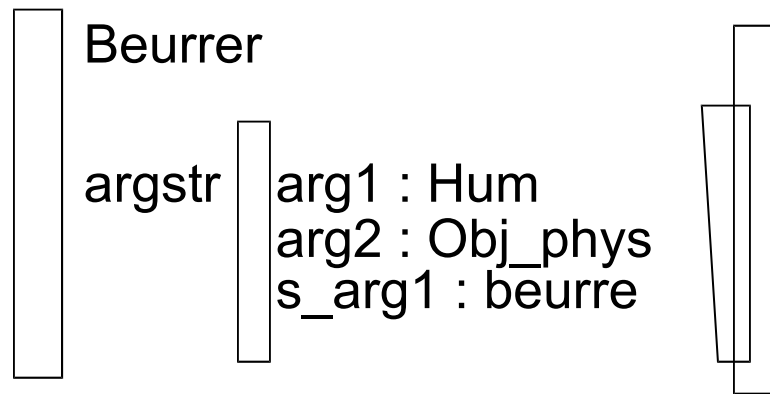 Beurrer
argstr arg1 : Hum
arg2 : Obj_phys
s_arg1 : beurre